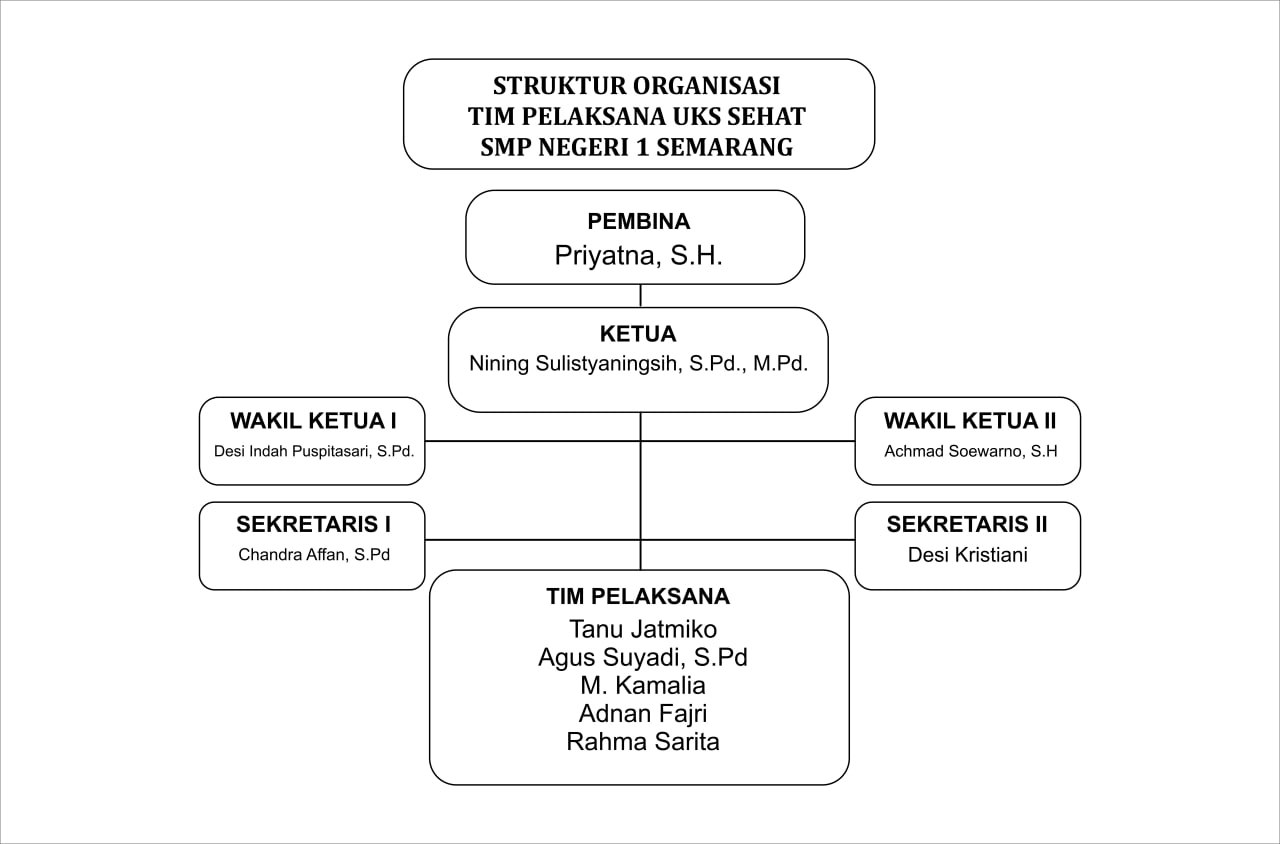 STRUKTUR ORGANISASI
TIM PELAKSANA UKS SEHAT
SMP NEGERI 1 SEMARANG
PEMBINA
Priyatna, S.H.
KETUA
Nining Sulistyaningsih, S.Pd., M.Pd.
WAKIL KETUA I
Desi Indah Puspitasari, S.Pd.
WAKIL KETUA II
Achmad Soewarno, S.H
SEKRETARIS I
Chandra Affan, S.Pd
SEKRETARIS II
Desi Kristiani
TIM PELAKSANA
Tanu Jatmiko
Agus Suyadi, S.Pd
M. Kamalia
Adnan Fajri
Rahma Sarita